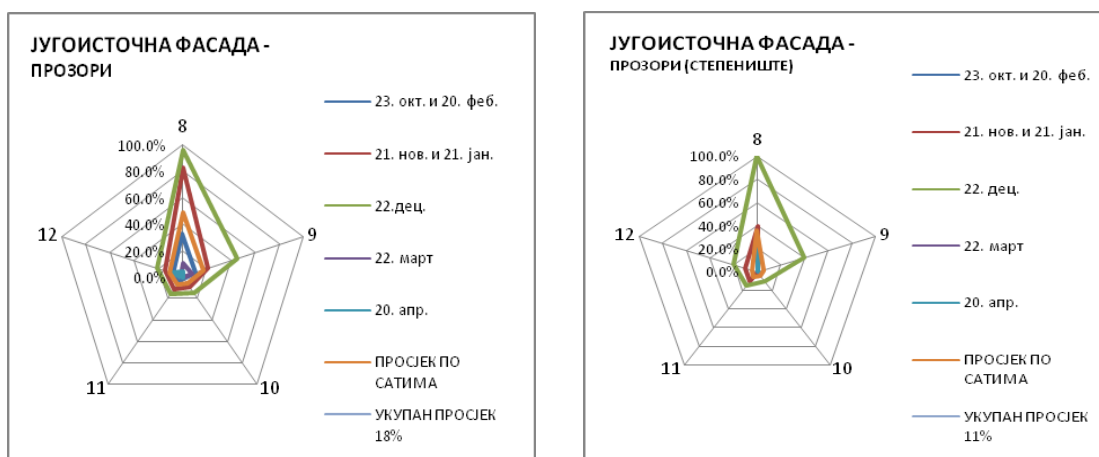 ЈУГОИСТОЧНА ФАСАДА -
ПРОЗОРИ
8
9
10
11
12
100.0%
80.0%
60.0%
40.0%
20.0%
0.0%
23. окт. и 20. феб.
21. нов. и 21. јан.
22.дец.
22. март
20. апр.
ПРОСЈЕК ПО
САТИМА
УКУПАН ПРОСЈЕК
18%
ЈУГОИСТОЧНА ФАСАДА -
ПРОЗОРИ (СТЕПЕНИШТЕ)
8
9
10
11
12
100.0%
80.0%
60.0%
40.0%
20.0%
0.0%
23. окт. и 20. феб.
21. нов. и 21. јан.
22. дец.
22. март
20. апр.
ПРОСЈЕК ПО
САТИМА
УКУПАН ПРОСЈЕК
11%